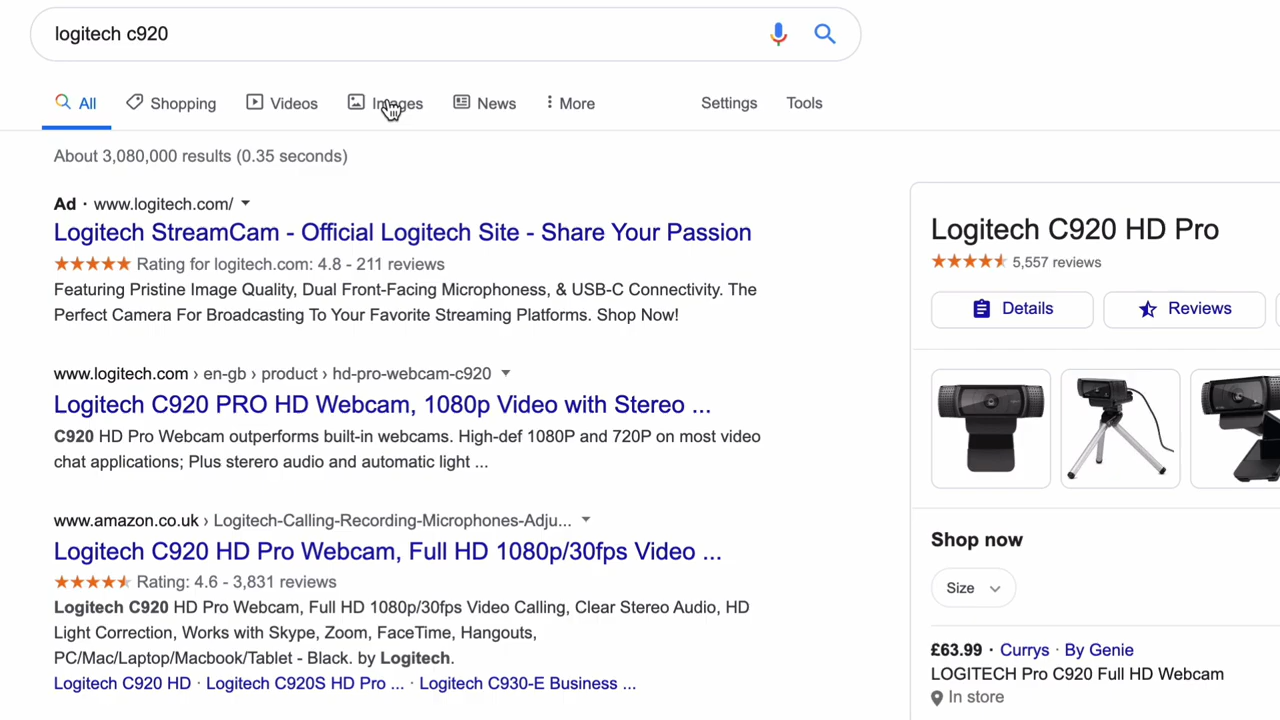 logitech c920
All Shopping Videos Images News More Settings Tools
About 3,080,000 results (0.35 seconds)
Ad · www.logitech.com/
Logitech StreamCam - Official Logitech Site - Share Your Passion
Rating for logitech.com: 4.8 - 211 reviews
Featuring Pristine Image Quality, Dual Front-Facing Microphoness, & USB-C Connectivity. The
Perfect Camera For Broadcasting To Your Favorite Streaming Platforms. Shop Now!
www.logitech.com › en-gb › product › hd-pro-webcam-c920
Logitech C920 PRO HD Webcam, 1080p Video with Stereo ...
C920 HD Pro Webcam outperforms built-in webcams. High-def 1080P and 720P on most video
chat applications; Plus sterero audio and automatic light ...
www.amazon.co.uk › Logitech-Calling-Recording-Microphones-Adju...
Logitech C920 HD Pro Webcam, Full HD 1080p/30fps Video ...
Rating: 4.6 - 3,831 reviews
Logitech C920 HD Pro Webcam, Full HD 1080p/30fps Video Calling, Clear Stereo Audio, HD
Light Correction, Works with Skype, Zoom, FaceTime, Hangouts,
PC/Mac/Laptop/Macbook/Tablet - Black. by Logitech.
Logitech C920 HD · Logitech C920S HD Pro ... · Logitech C930-E Business ...
Logitech C920 HD Pro
5,557 reviews
Details Reviews
Shop now
Size
£63.99 · Currys · By Genie
LOGITECH Pro C920 Full HD Webcam
In store